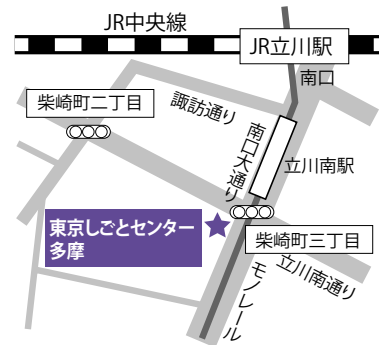 JR中央線
JR立川駅
南口
柴崎町二丁目
諏訪通り
南口大通り
立川南駅
東京しごとセンター
多摩
柴崎町三丁目
立川南通り
モノレール